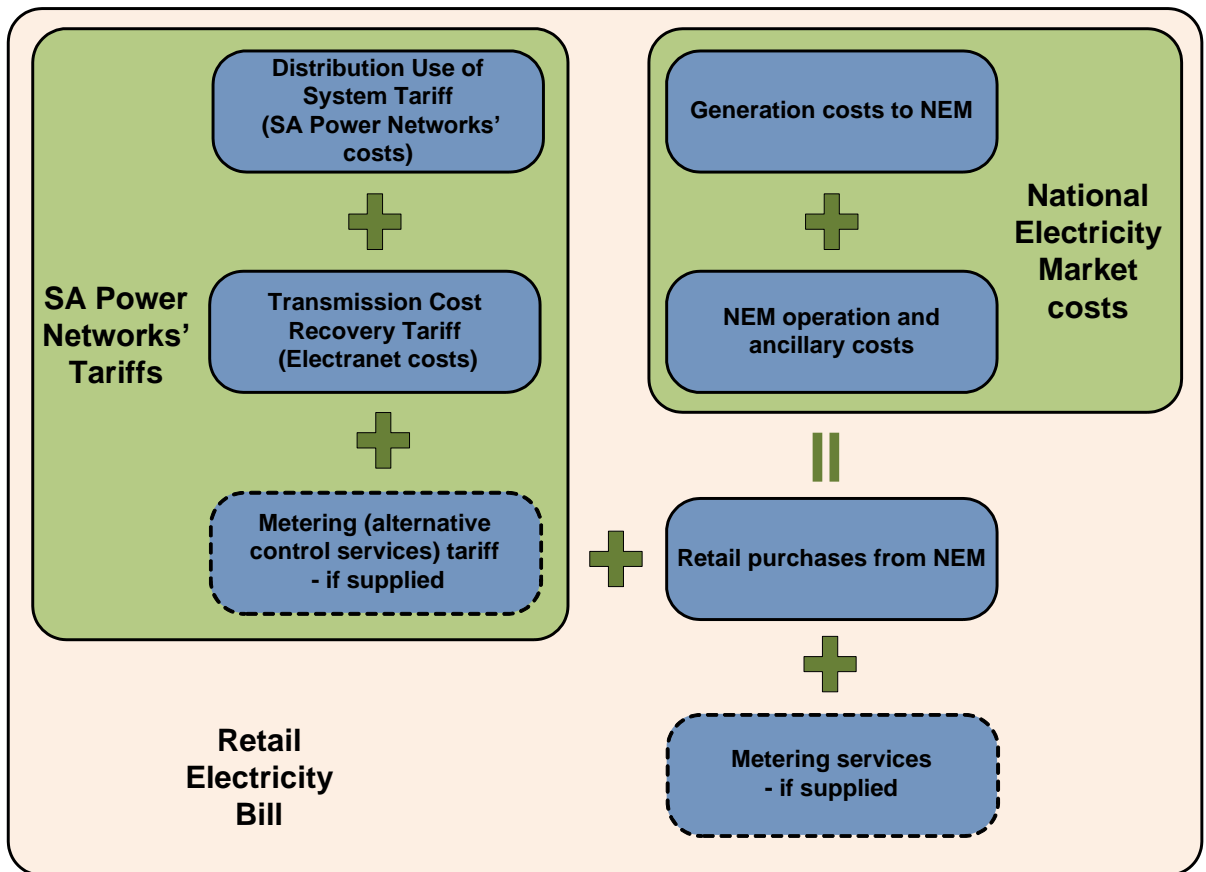 Distribution Use of
System Tariff
(SA Power Networks’
costs)
Transmission Cost
Recovery Tariff
(Electranet costs)
Metering (alternative
control services) tariff
- if supplied
SA Power
Networks’
Tariffs
Generation costs to NEM
NEM operation and
ancillary costs
National
Electricity
Market
costs
Retail purchases from NEM
Metering services
- if supplied
Retail
Electricity
Bill